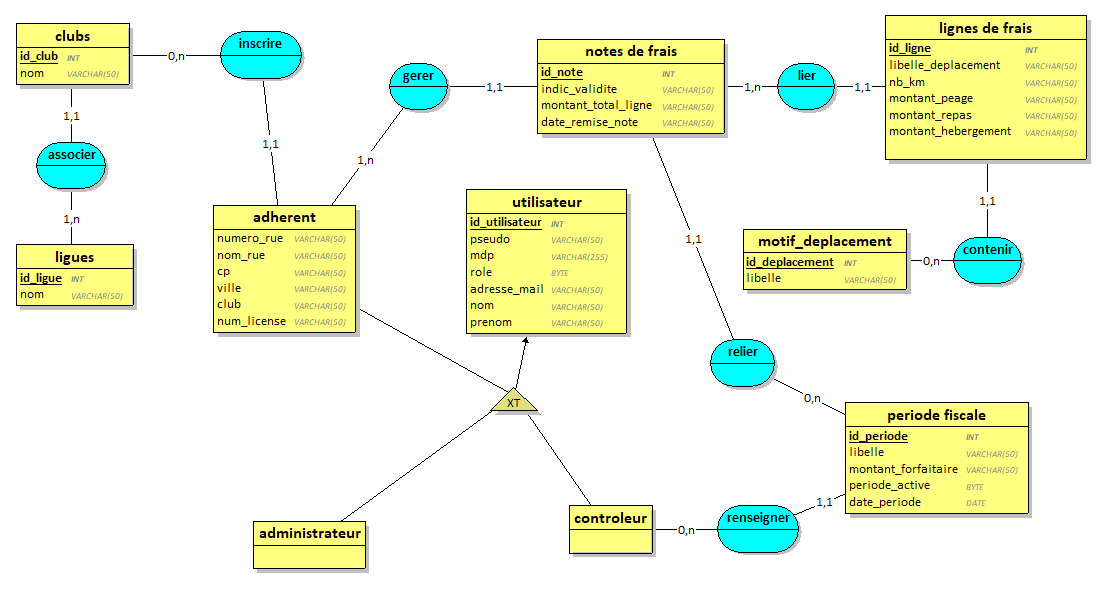 clubs
id_club INT
nom VARCHAR(50)
0,n
inscrire
1,1
associer
1,n
ligues
id_ligue INT
nom VARCHAR(50)
1,1
adherent
numero_rue VARCHAR(50)
nom_rue VARCHAR(50)
cp VARCHAR(50)
ville VARCHAR(50)
club VARCHAR(50)
num_license VARCHAR(50)
1,n
gerer
1,1
notes de frais
id_note INT
indic_validite VARCHAR(50)
montant_total_ligne VARCHAR(50)
date_remise_note VARCHAR(50)
1,n
lier
1,1
lignes de frais
id_ligne INT
libelle_deplacement VARCHAR(50)
nb_km VARCHAR(50)
montant_peage VARCHAR(50)
montant_repas VARCHAR(50)
montant_hebergement VARCHAR(50)
1,1
contenir
0,n
motif_deplacement
id_deplacement INT
libelle VARCHAR(50)
utilisateur
id_utilisateur INT
pseudo VARCHAR(50)
mdp VARCHAR(255)
role BYTE
adresse_mail VARCHAR(50)
nom VARCHAR(50)
prenom VARCHAR(50)
XT
1,1
relier
0,n
periode fiscale
id_periode INT
libelle VARCHAR(50)
montant_forfaitaire VARCHAR(50)
periode_active BYTE
date_periode DATE
1,1
renseigner
0,n
controleur
administrateur